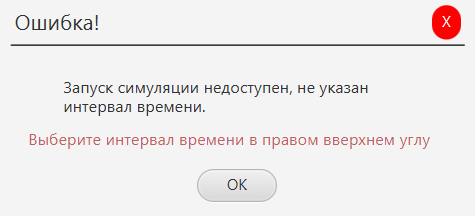 Ошибка!
X
Запуск симуляции недоступен, не указан
интервал времени.
Выберите интервал времени в правом вверхнем углу
OK